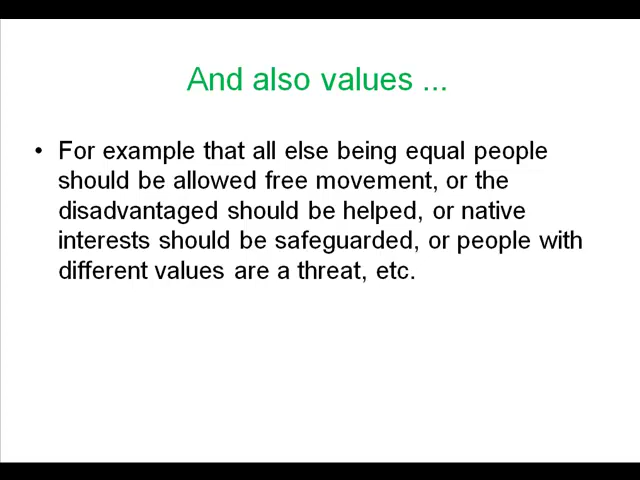 And also values ...
• For example that all else being equal people
should be allowed free movement, or the
disadvantaged should be helped, or native
interests should be safeguarded, or people with
different values are a threat, etc.